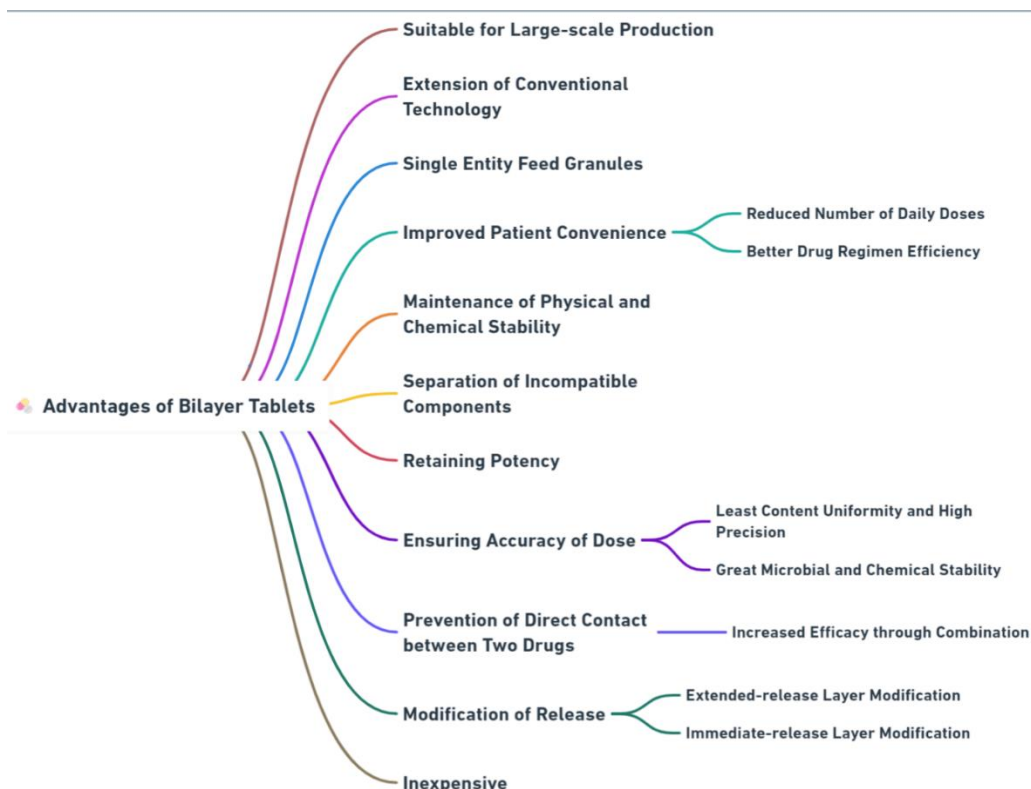 Suitable for Large-scale Production
Extension of Conventional
Technology
Single Entity Feed Granules
Improved Patient Convenience
Reduced Number of Daily Doses
Better Drug Regimen Efficiency
Maintenance of Physical and
Chemical Stability
Separation of Incompatible
Components
Advantages of Bilayer Tablets
Retaining Potency
Ensuring Accuracy of Dose
Least Content Uniformity and High
Precision
Great Microbial and Chemical Stability
Prevention of Direct Contact
between Two Drugs
Increased Efficacy through Combination
Modification of Release
Extended-release Layer Modification
Immediate-release Layer Modification
Inexpensive